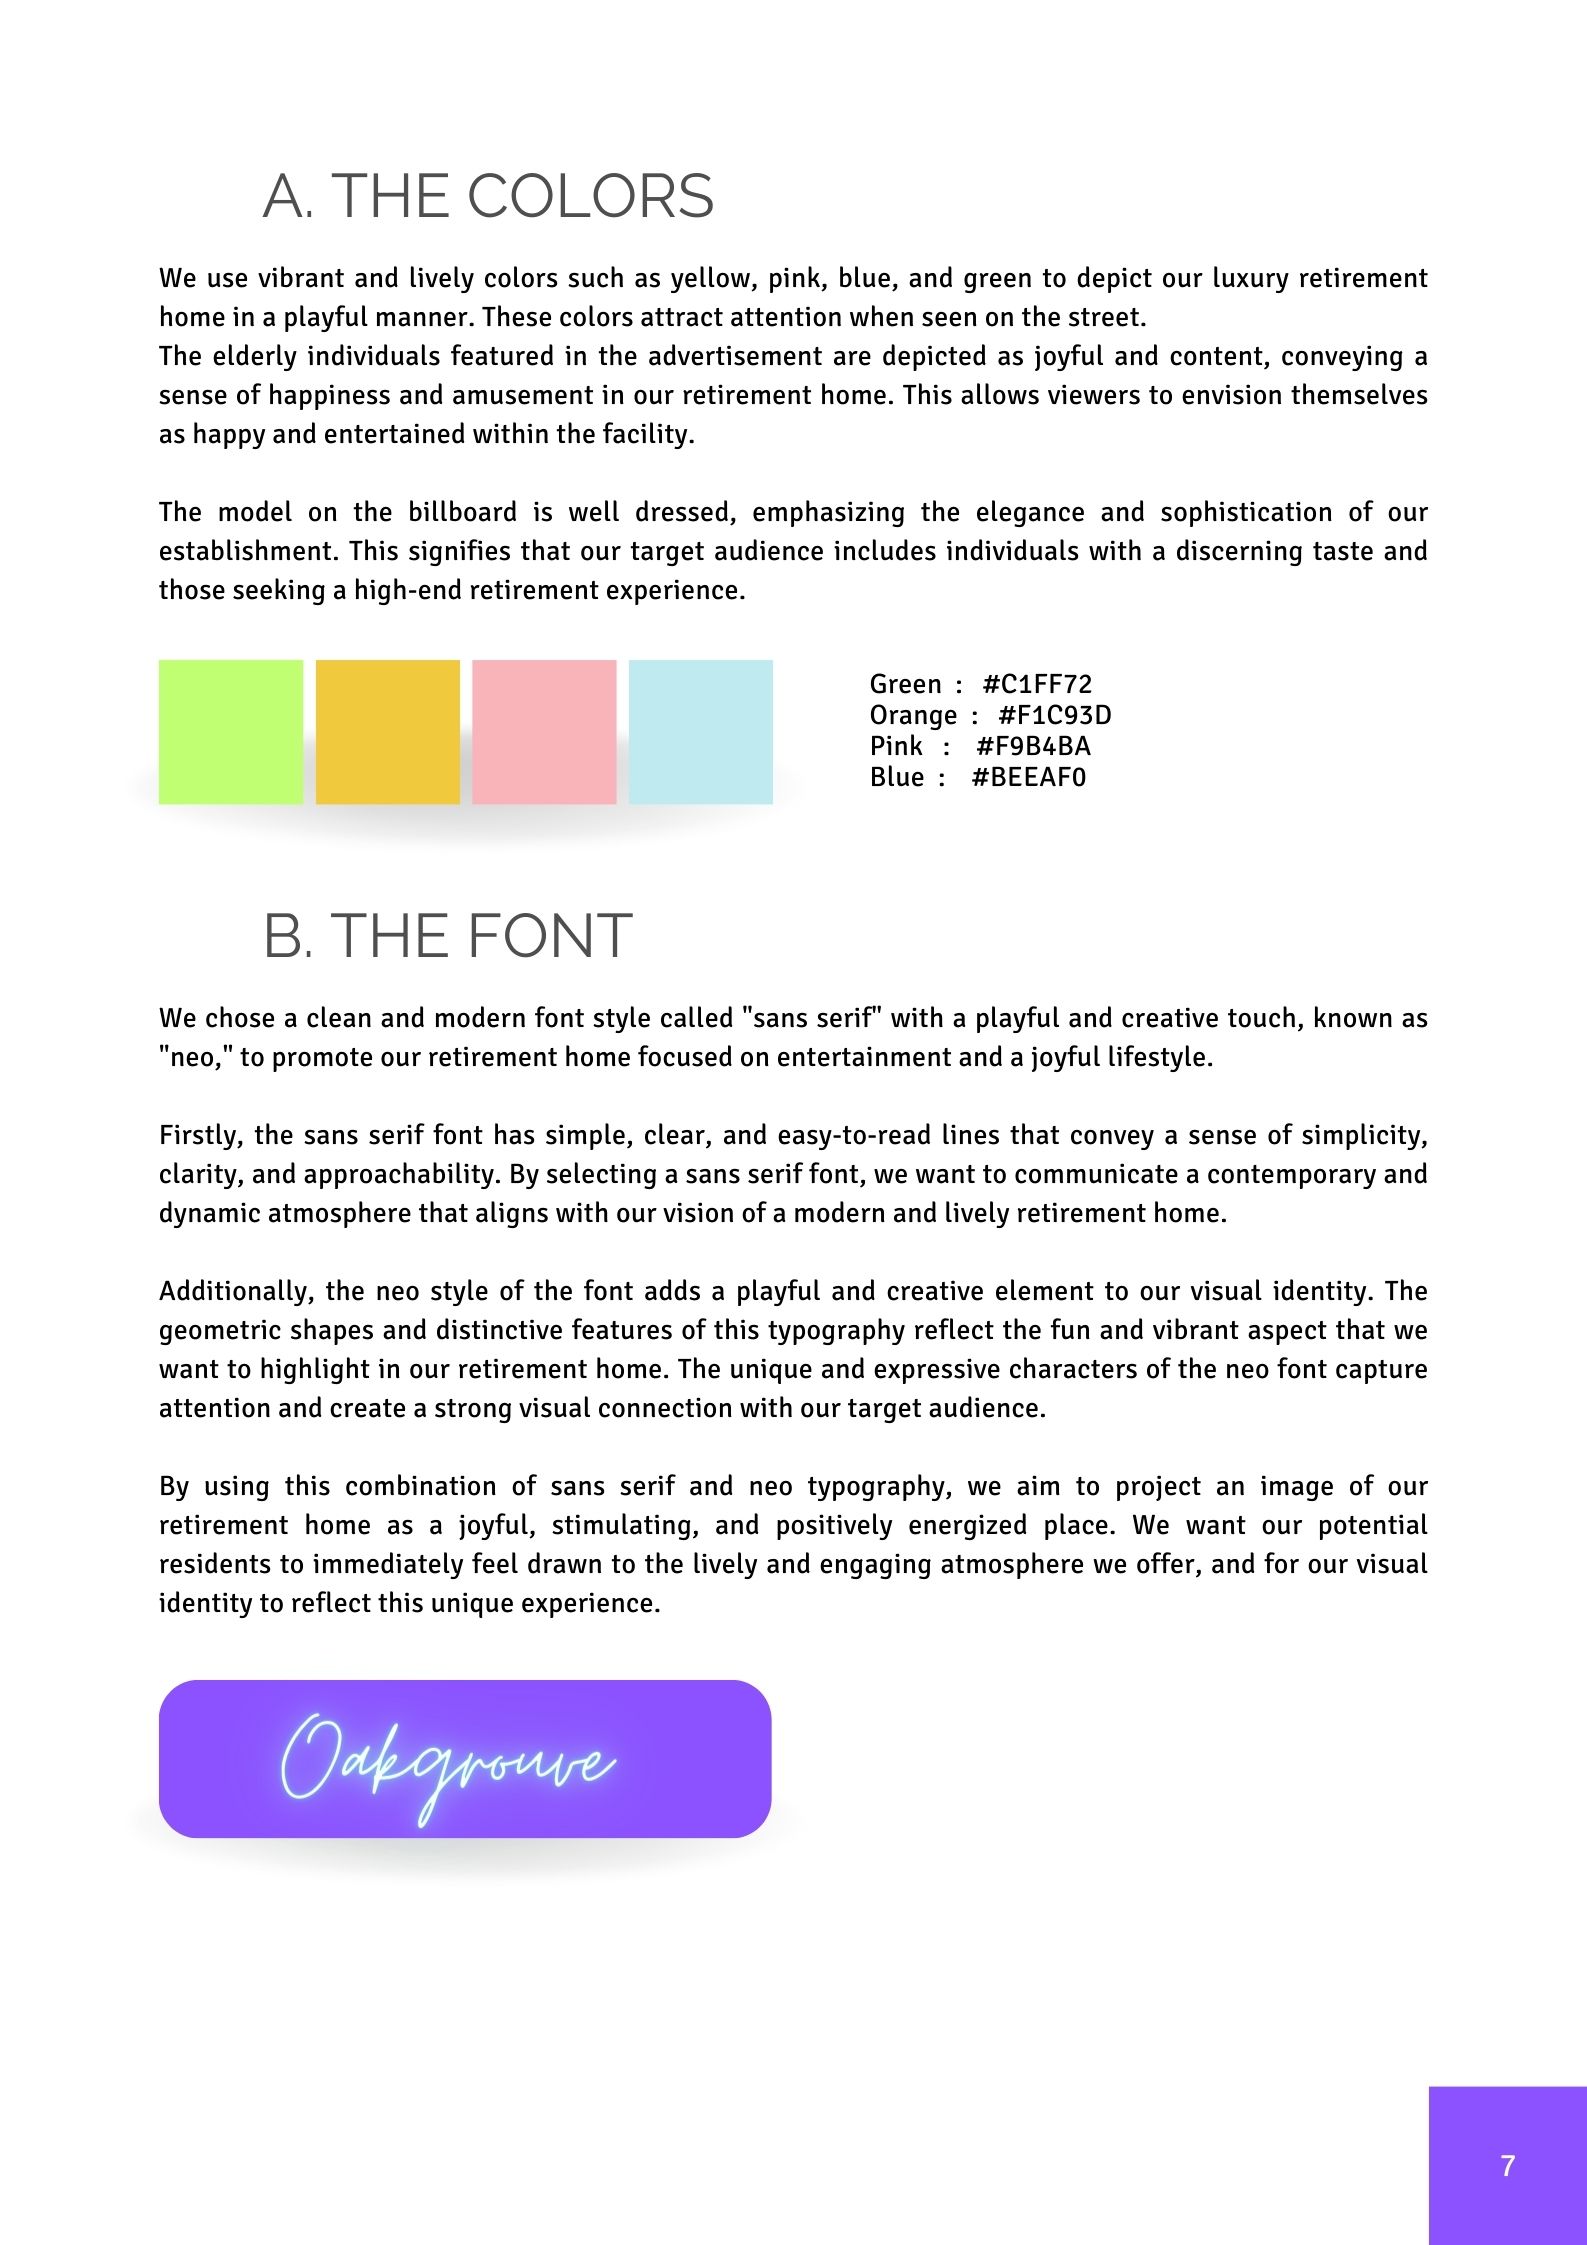 A. THE COLORS
We use vibrant and lively colors such as yellow, pink, blue, and green to depict our luxury retirement
home in a playful manner. These colors attract attention when seen on the street.
The elderly individuals featured in the advertisement are depicted as joyful and content, conveying a
sense of happiness and amusement in our retirement home. This allows viewers to envision themselves
as happy and entertained within the facility.
The model on the billboard is well dressed, emphasizing the elegance and sophistication of our
establishment. This signifies that our target audience includes individuals with a discerning taste and
those seeking a high-end retirement experience.
Green : #C1FF72
Orange : #F1C93D
Pink : #F9B4BA
Blue : #BEEAF0
B. THE FONT
We chose a clean and modern font style called "sans serif" with a playful and creative touch, known as
"neo," to promote our retirement home focused on entertainment and a joyful lifestyle.
Firstly, the sans serif font has simple, clear, and easy-to-read lines that convey a sense of simplicity,
clarity, and approachability. By selecting a sans serif font, we want to communicate a contemporary and
dynamic atmosphere that aligns with our vision of a modern and lively retirement home.
Additionally, the neo style of the font adds a playful and creative element to our visual identity. The
geometric shapes and distinctive features of this typography reflect the fun and vibrant aspect that we
want to highlight in our retirement home. The unique and expressive characters of the neo font capture
attention and create a strong visual connection with our target audience.
By using this combination of sans serif and neo typography, we aim to project an image of our
retirement home as a joyful, stimulating, and positively energized place. We want our potential
residents to immediately feel drawn to the lively and engaging atmosphere we offer, and for our visual
identity to reflect this unique experience.
Oakgrouve
7